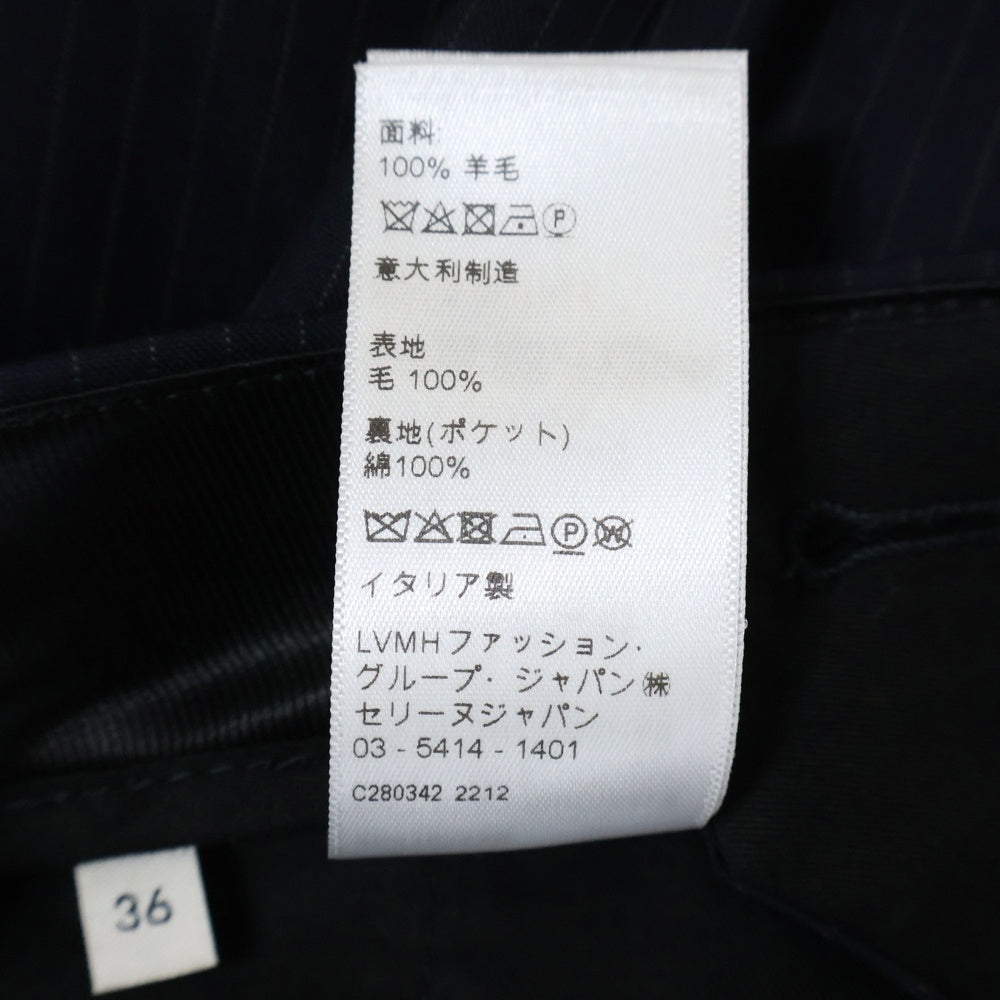 面料:
100% 羊毛
P
意大利制造
表地
毛 100%
裏地(ポケット)
綿100%
P W
イタリア製
LVMHファッション・
グループ・ジャパン㈱
セリーヌジャパン
03 - 5414 - 1401
C280342 2212
36